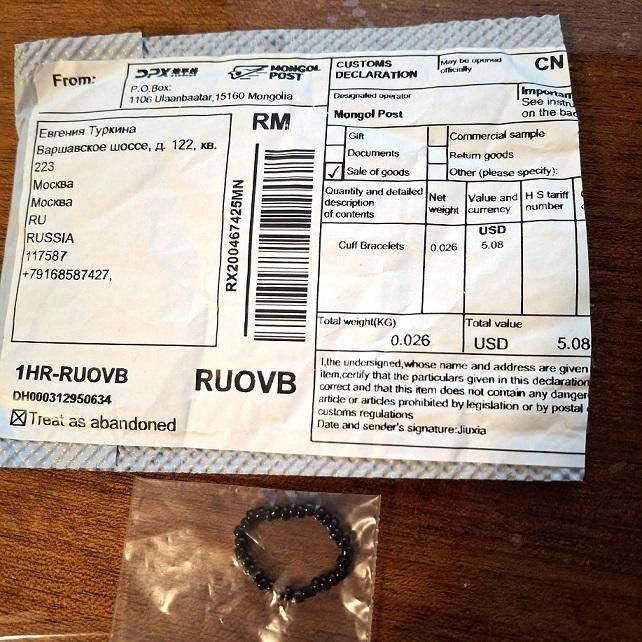 From:
DPX
MONGOL
POST
P.O.Box:
1106 Ulaanbaatar,15160 Mongolia
CUSTOMS
DECLARATION
May be opened
officially
CN
Designated operator
Importan
See instru
on the bac
Mongol Post
Евгения Туркина
Варшавское шоссе, д. 122, кв.
223
Москва
Москва
RU
RUSSIA
117587
+79168587427,
RM
RX200467425MN
Gift
Commercial sample
Documents
Return goods
Sale of goods
Other (please specify):
Quantity and detailed
description
of contents
Net
weight
Value and
currency
H S tariff
number
USD
Cuff Bracelets
0.026
5.08
Total weight(KG)
0.026
Total value
USD 5.08
1HR-RUOVB
RUOVB
DH000312950634
Treat as abandoned
I,the undersigned,whose name and address are given
item,certify that the particulars given in this declaration
correct and that this item does not contain any danger
article or articles prohibited by legislation or by postal
customs regulations
Date and sender's signature:Jiuxia